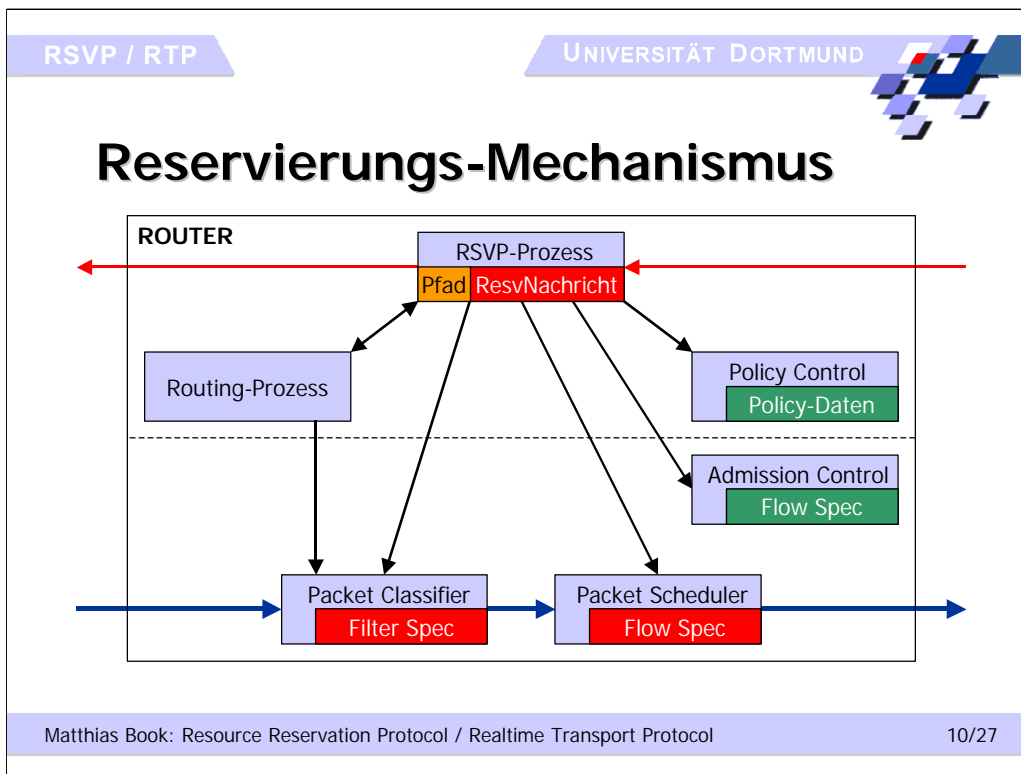 RSVP / RTP
UNIVERSITÄT DORTMUND
Reservierungs-Mechanismus
ROUTER
RSVP-Prozess
Pfad
ResvNachricht
Routing-Prozess
Policy Control
Policy-Daten
Admission Control
Flow Spec
Packet Classifier
Filter Spec
Packet Scheduler
Flow Spec
Matthias Book: Resource Reservation Protocol / Realtime Transport Protocol
10/27